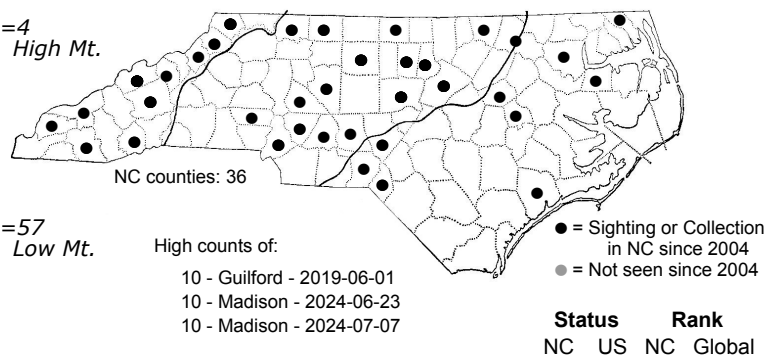 =4
High Mt.
NC counties: 36
=57
Low Mt.
High counts of:
10 - Guilford - 2019-06-01
10 - Madison - 2024-06-23
10 - Madison - 2024-07-07
● = Sighting or Collection
in NC since 2004
● = Not seen since 2004
Status Rank
NC US NC Global